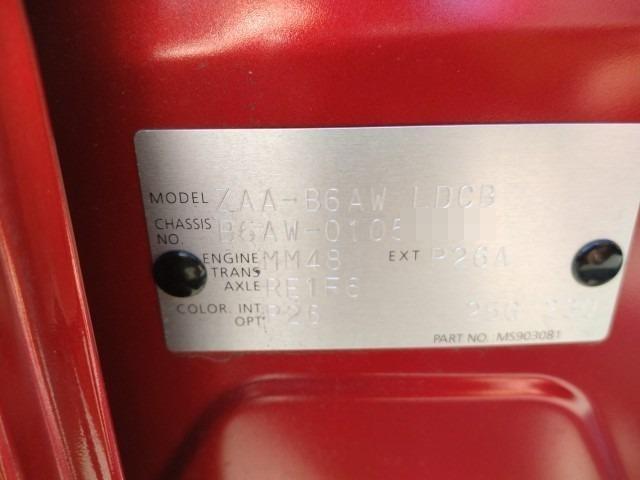 MODEL ZAA-B6AW LDCB
CHASSIS NO. B6AW-0105
ENGINE MM48 EXT P26A
TRANS AXLE RE1F6
COLOR. INT. P26
OPT.
PART NO. MS903081